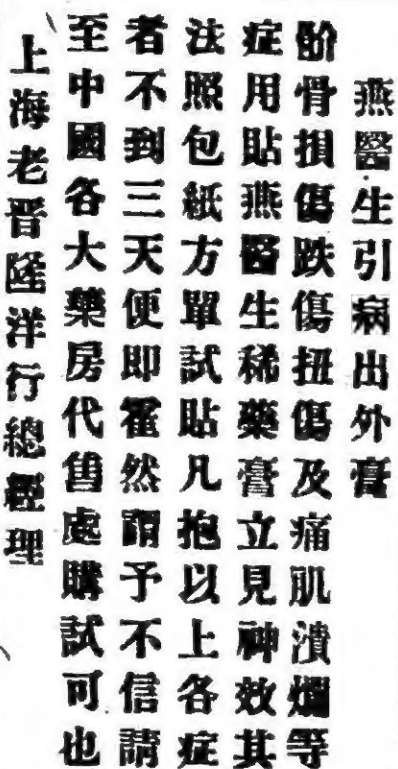 燕醫生引病出外膏
骱骨損傷跌傷扭傷及痛肌潰爛等
症用貼燕醫生稀藥膏立見神效其
法照包紙方單試貼凡抱以上各症
者不到三天便即霍然謂予不信請
至中國各大藥房代售處購試可也
上海老晋隆洋行總經理